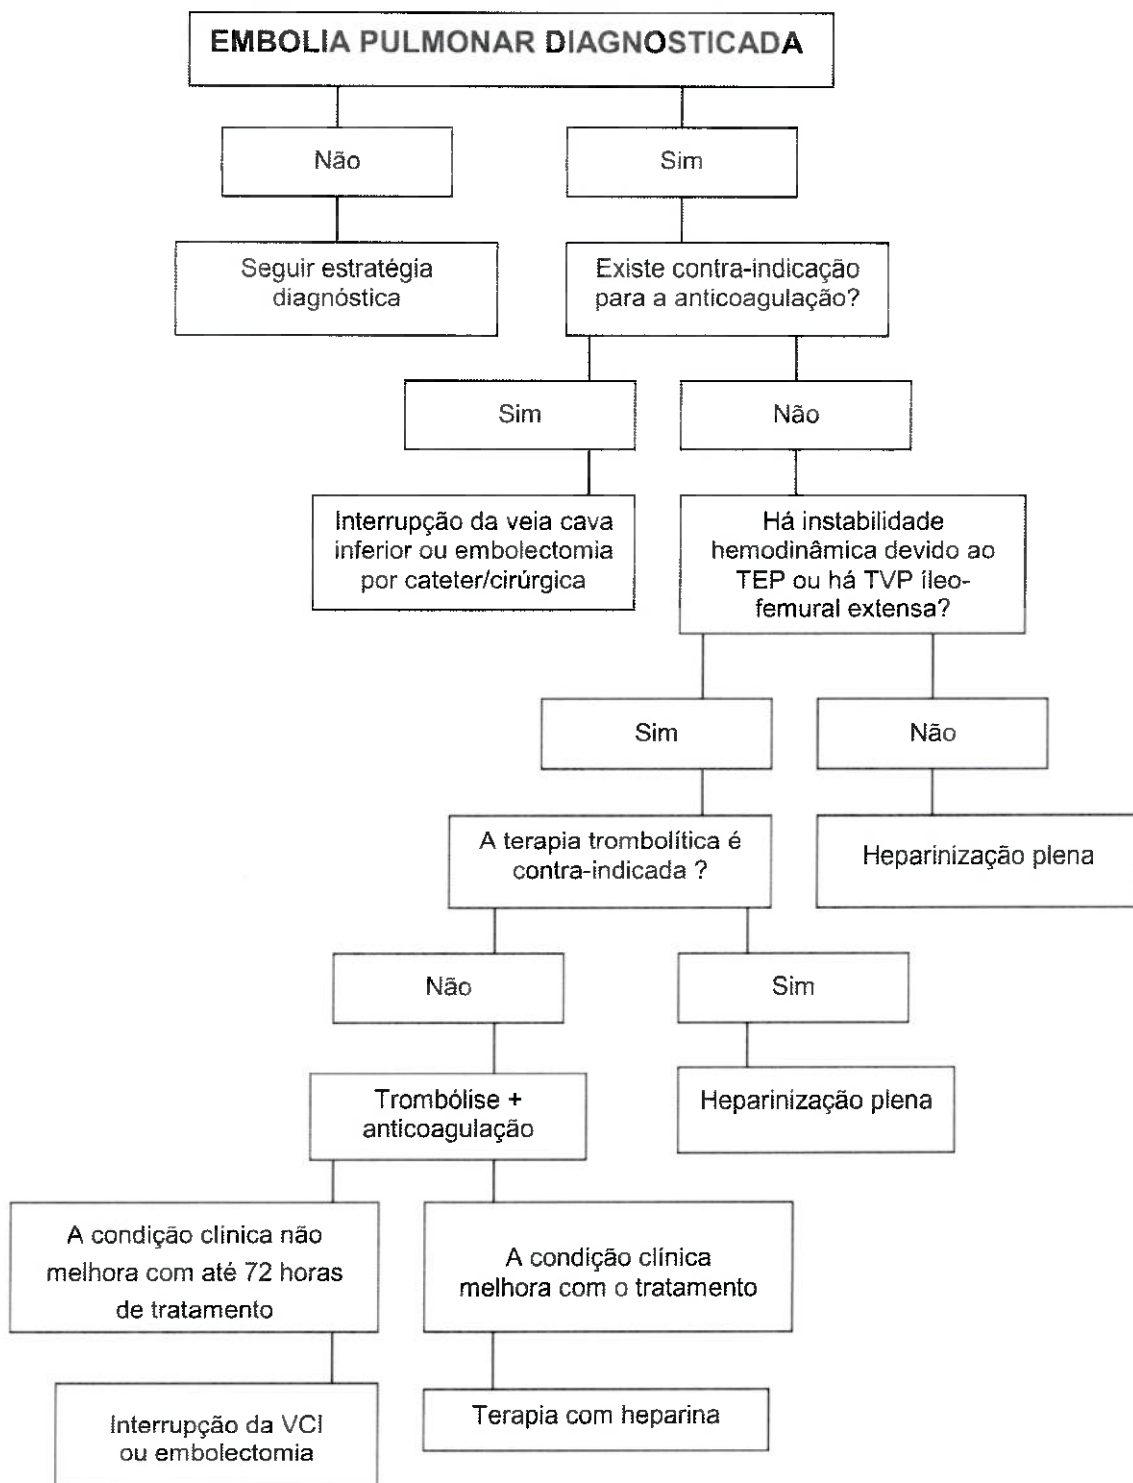 EMBOLIA PULMONAR DIAGNOSTICADA
Não
Sim
Seguir estratégia
diagnóstica
Existe contra-indicação
para a anticoagulação?
Sim
Não
Interrupção da veia cava
inferior ou embolectomia
por cateter/cirúrgica
Há instabilidade
hemodinâmica devido ao
TEP ou há TVP íleo-
femural extensa?
Sim
Não
A terapia trombolítica é
contra-indicada ?
Heparinização plena
Não
Sim
Trombólise +
anticoagulação
Heparinização plena
A condição clínica não
melhora com até 72 horas
de tratamento
A condição clínica
melhora com o tratamento
Interrupção da VCI
ou embolectomia
Terapia com heparina